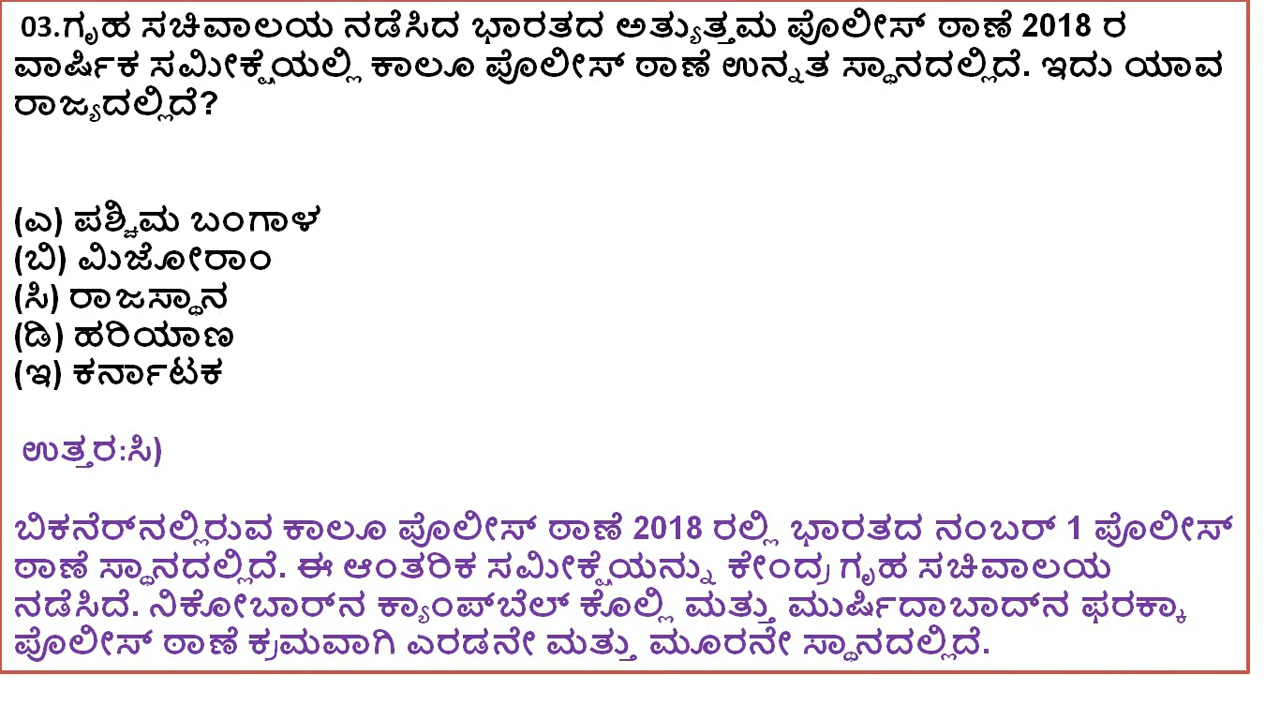 03.ಗೃಹ ಸಚಿವಾಲಯ ನಡೆಸಿದ ಭಾರತದ ಅತ್ಯುತ್ತಮ ಪೊಲೀಸ್ ಠಾಣೆ 2018 ರ
ವಾರ್ಷಿಕ ಸಮೀಕ್ಷೆಯಲ್ಲಿ ಕಾಲೂ ಪೊಲೀಸ್ ಠಾಣೆ ಉನ್ನತ ಸ್ಥಾನದಲ್ಲಿದೆ. ಇದು ಯಾವ
ರಾಜ್ಯದಲ್ಲಿದೆ?
(ಎ) ಪಶ್ಚಿಮ ಬಂಗಾಳ
(ಬಿ) ಮಿಜೋರಾಂ
(ಸಿ) ರಾಜಸ್ಥಾನ
(ಡಿ) ಹರಿಯಾಣ
(ಇ) ಕರ್ನಾಟಕ
ಉತ್ತರ:ಸಿ)
ಬಿಕನೆರ್‌ನಲ್ಲಿರುವ ಕಾಲೂ ಪೊಲೀಸ್ ಠಾಣೆ 2018 ರಲ್ಲಿ ಭಾರತದ ನಂಬರ್ 1 ಪೊಲೀಸ್
ಠಾಣೆ ಸ್ಥಾನದಲ್ಲಿದೆ. ಈ ಆಂತರಿಕ ಸಮೀಕ್ಷೆಯನ್ನು ಕೇಂದ್ರ ಗೃಹ ಸಚಿವಾಲಯ
ನಡೆಸಿದೆ. ನಿಕೋಬಾರ್‌ನ ಕ್ಯಾಂಪ್‌ಬೆಲ್ ಕೊಲ್ಲಿ ಮತ್ತು ಮುರ್ಷಿದಾಬಾದ್‌ನ ಫರಕ್ಕಾ
ಪೊಲೀಸ್ ಠಾಣೆ ಕ್ರಮವಾಗಿ ಎರಡನೇ ಮತ್ತು ಮೂರನೇ ಸ್ಥಾನದಲ್ಲಿದೆ.